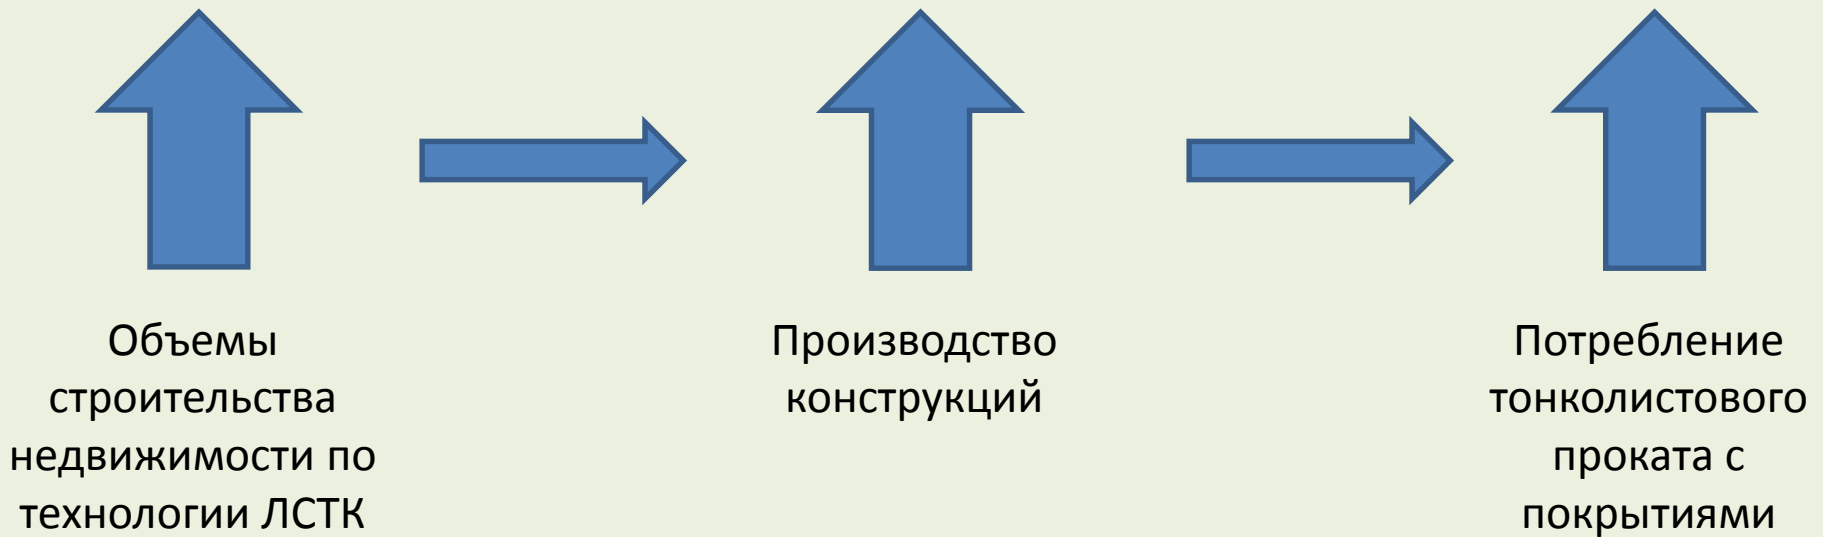 Объемы
строительства
недвижимости по
технологии ЛСТК
Производство
конструкций
Потребление
тонколистового
проката с
покрытиями